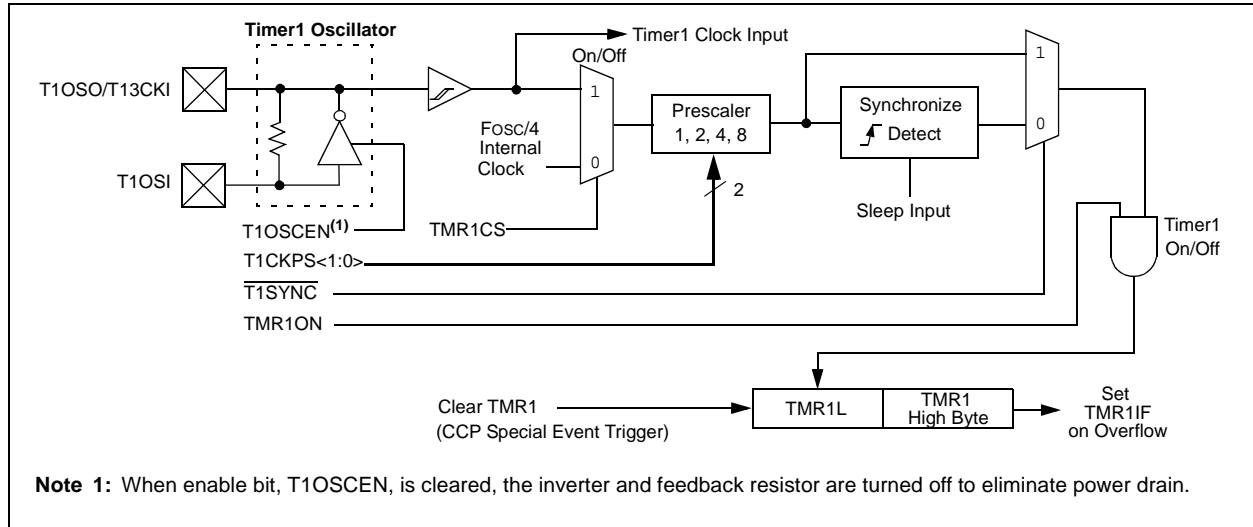 Timer1 Oscillator
T1OSO/T13CKI
T1OSI
Timer1 Clock Input
On/Off
1
0
FOSC/4
Internal
Clock
Prescaler
1, 2, 4, 8
2
Synchronize
Detect
Sleep Input
1
0
T1OSCEN(1)
TMR1CS
T1CKPS<1:0>
T1SYNC
TMR1ON
Timer1
On/Off
Clear TMR1
(CCP Special Event Trigger)
TMR1L
TMR1
High Byte
Set
TMR1IF
on Overflow
Note 1: When enable bit, T1OSCEN, is cleared, the inverter and feedback resistor are turned off to eliminate power drain.